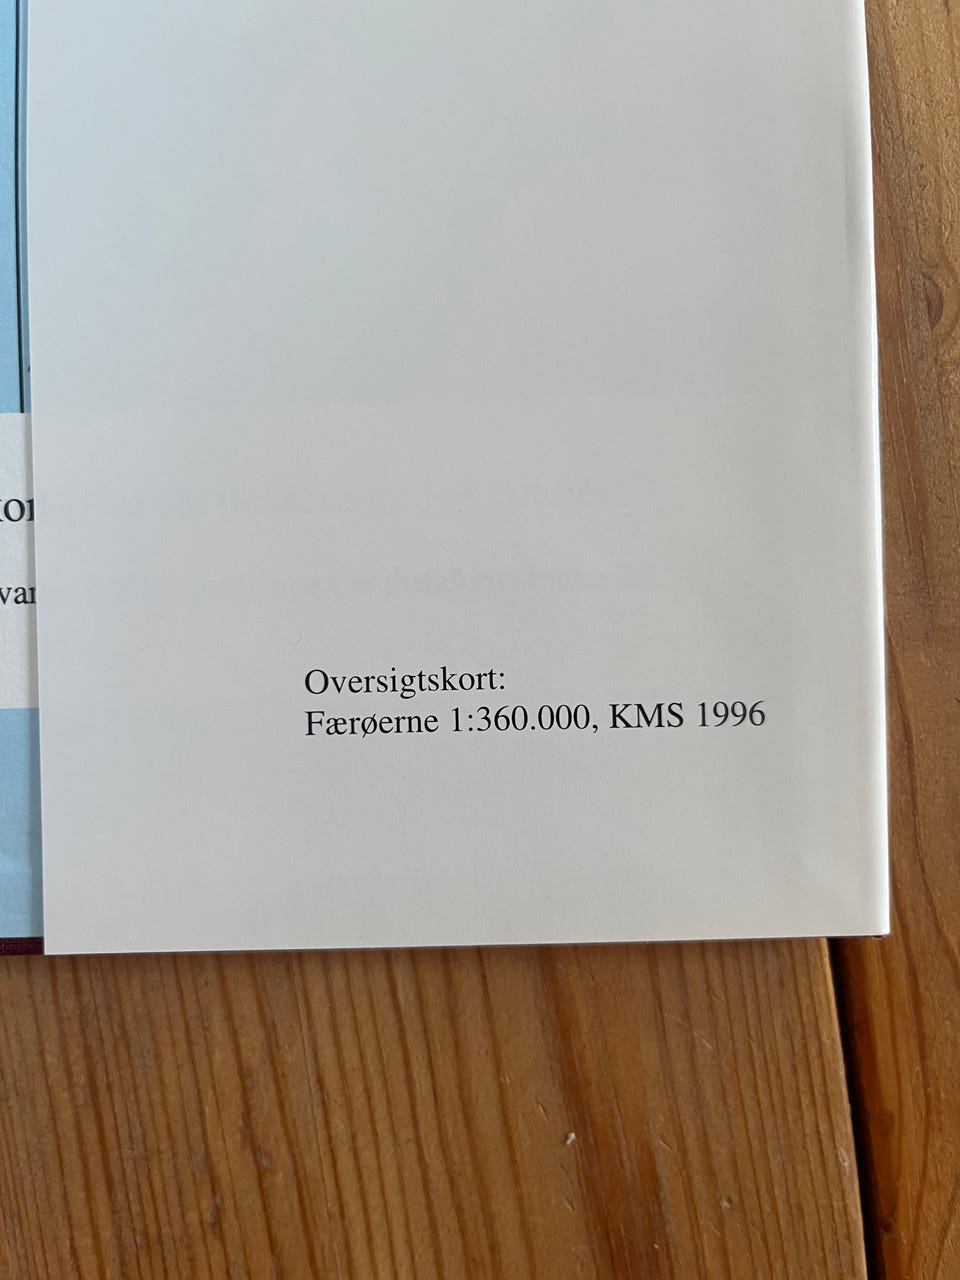 Oversigtskort:
Færøerne 1:360.000, KMS 1996